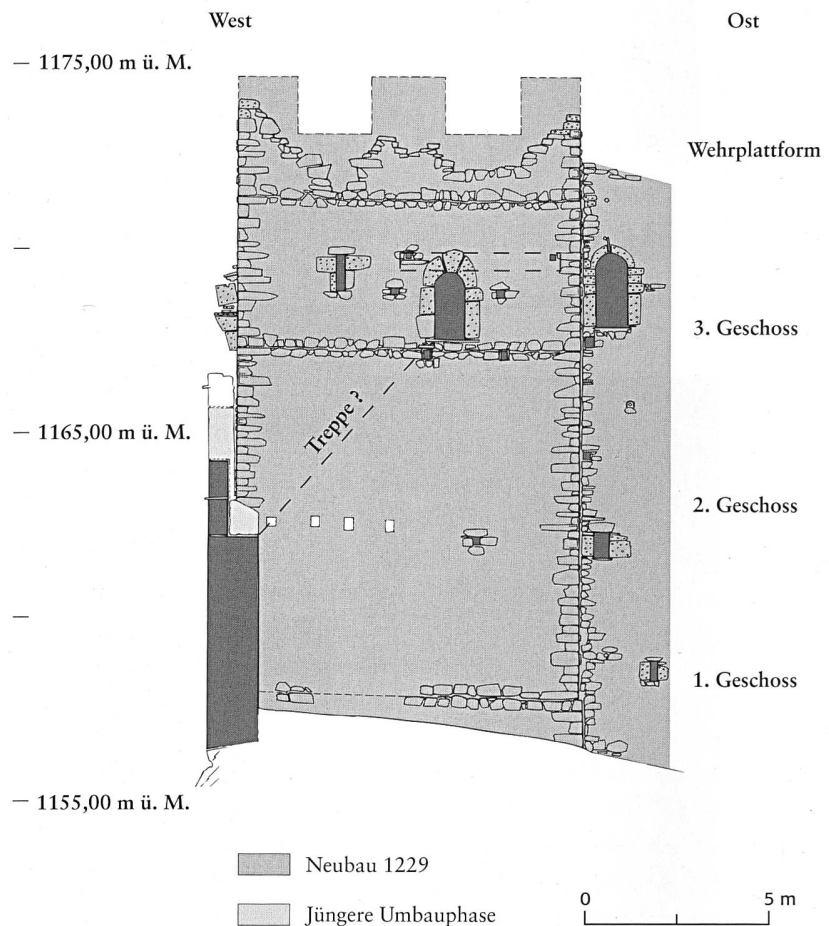 West
Ost
1175,00 m ü. M.
Wehrplattform
3. Geschoss
Treppe ?
1165,00 m ü. M.
2. Geschoss
1. Geschoss
1155,00 m ü. M.
Neubau 1229
Jüngere Umbauphase
0 5 m